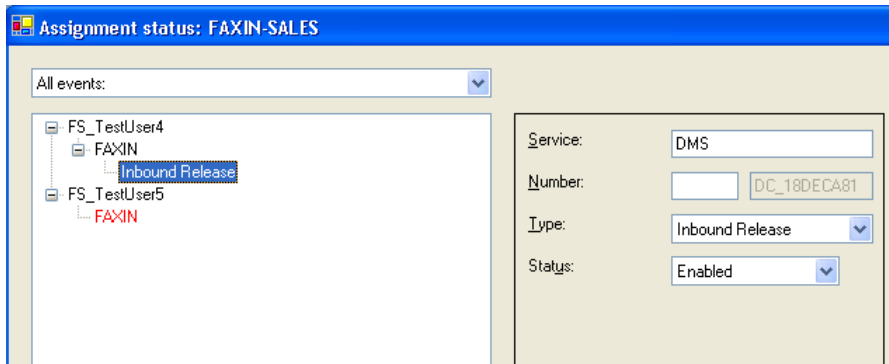 Assignment status: FAXIN-SALES
All events:
FS_TestUser4
FAXIN
Inbound Release
FS_TestUser5
FAXIN
Service: DMS
Number: DC_18DECA81
Type: Inbound Release
Status: Enabled